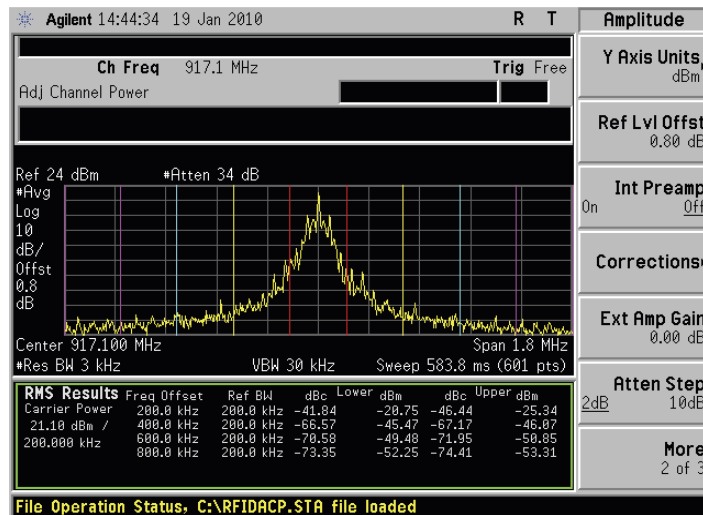 Agilent 14:44:34 19 Jan 2010 R T
Ch Freq 917.1 MHz Trig Free
Adj Channel Power
Ref 24 dBm #Atten 34 dB
#Avg
Log
10
dB/
Offst
0.8
dB
Center 917.100 MHz Span 1.8 MHz
#Res BW 3 kHz VBW 30 kHz Sweep 583.8 ms (601 pts)
RMS Results Freq Offset Ref BW dBc Lower dBm dBc Upper dBm
Carrier Power 200.0 kHz 200.0 kHz -41.84 -20.75 -46.44 -25.34
21.10 dBm / 400.0 kHz 200.0 kHz -66.57 -45.47 -67.17 -46.07
200.000 kHz 600.0 kHz 200.0 kHz -70.58 -49.48 -71.95 -50.85
800.0 kHz 200.0 kHz -73.35 -52.25 -74.41 -53.31
File Operation Status, C:\RFIDACP.STA file loaded
Amplitude
Y Axis Units
dBm
Ref Lvl Offst
0.80 dB
Int Preamp
On Off
Corrections
Ext Amp Gain
0.00 dB
Atten Step
2dB 10dB
More
2 of 3